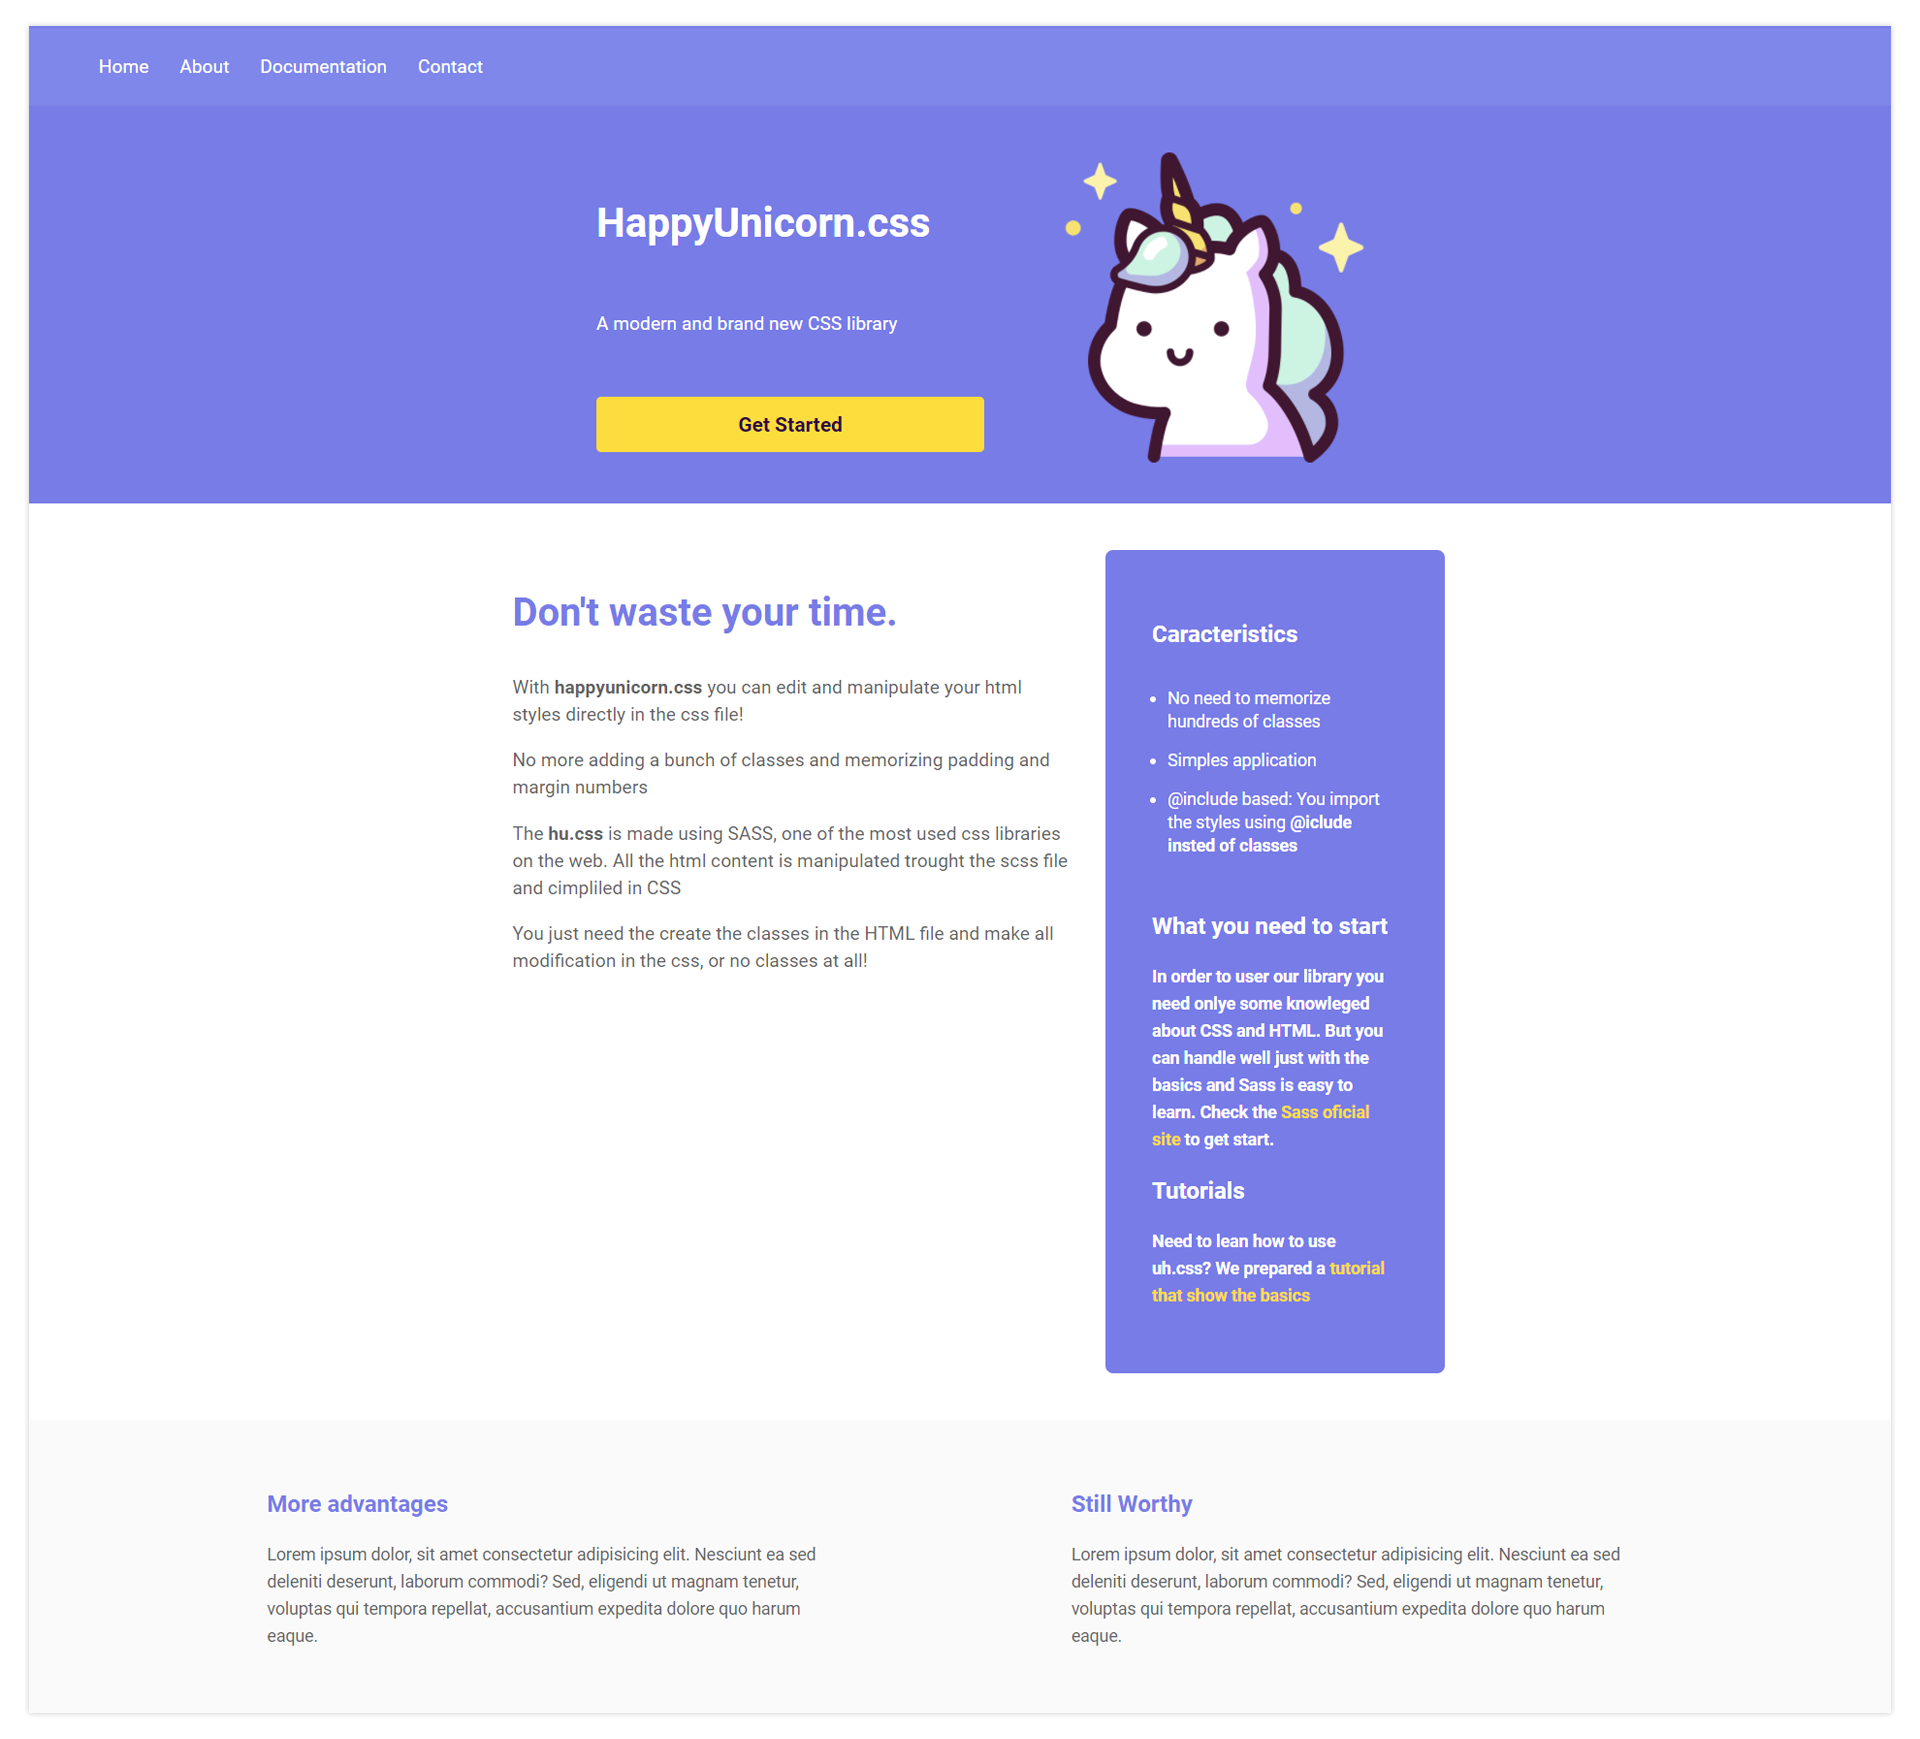 Home About Documentation Contact
HappyUnicorn.css
A modern and brand new CSS library
Get Started
Don't waste your time.
With happyunicorn.css you can edit and manipulate your html
styles directly in the css file!
No more adding a bunch of classes and memorizing padding and
margin numbers
The hu.css is made using SASS, one of the most used css libraries
on the web. All the html content is manipulated trought the scss file
and cimpliled in CSS
You just need the create the classes in the HTML file and make all
modification in the css, or no classes at all!
Caracteristics
• No need to memorize
hundreds of classes
• Simples application
• @include based: You import
the styles using @iclude
insted of classes
What you need to start
In order to user our library you
need onlye some knowleged
about CSS and HTML. But you
can handle well just with the
basics and Sass is easy to
learn. Check the Sass oficial
site to get start.
Tutorials
Need to lean how to use
uh.css? We prepared a tutorial
that show the basics
More advantages
Lorem ipsum dolor, sit amet consectetur adipisicing elit. Nesciunt ea sed
deleniti deserunt, laborum commodi? Sed, eligendi ut magnam tenetur,
voluptas qui tempora repellat, accusantium expedita dolore quo harum
eaque.
Still Worthy
Lorem ipsum dolor, sit amet consectetur adipisicing elit. Nesciunt ea sed
deleniti deserunt, laborum commodi? Sed, eligendi ut magnam tenetur,
voluptas qui tempora repellat, accusantium expedita dolore quo harum
eaque.